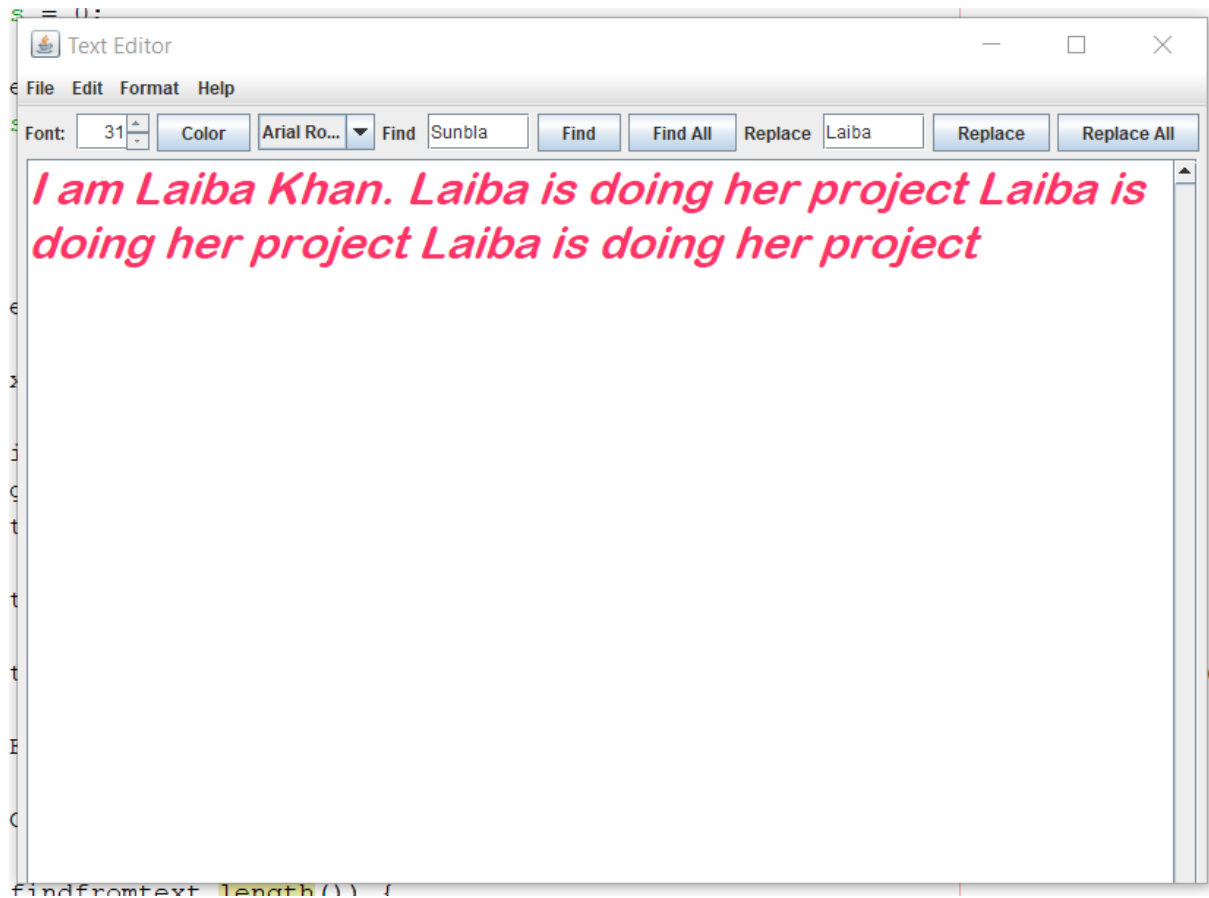 s = 0;
Text Editor
File Edit Format Help
Font: 31 Color Arial Ro... Find Sunbla Find Find All Replace Laiba Replace Replace All
I am Laiba Khan. Laiba is doing her project Laiba is
doing her project Laiba is doing her project
findfromtext length()) {